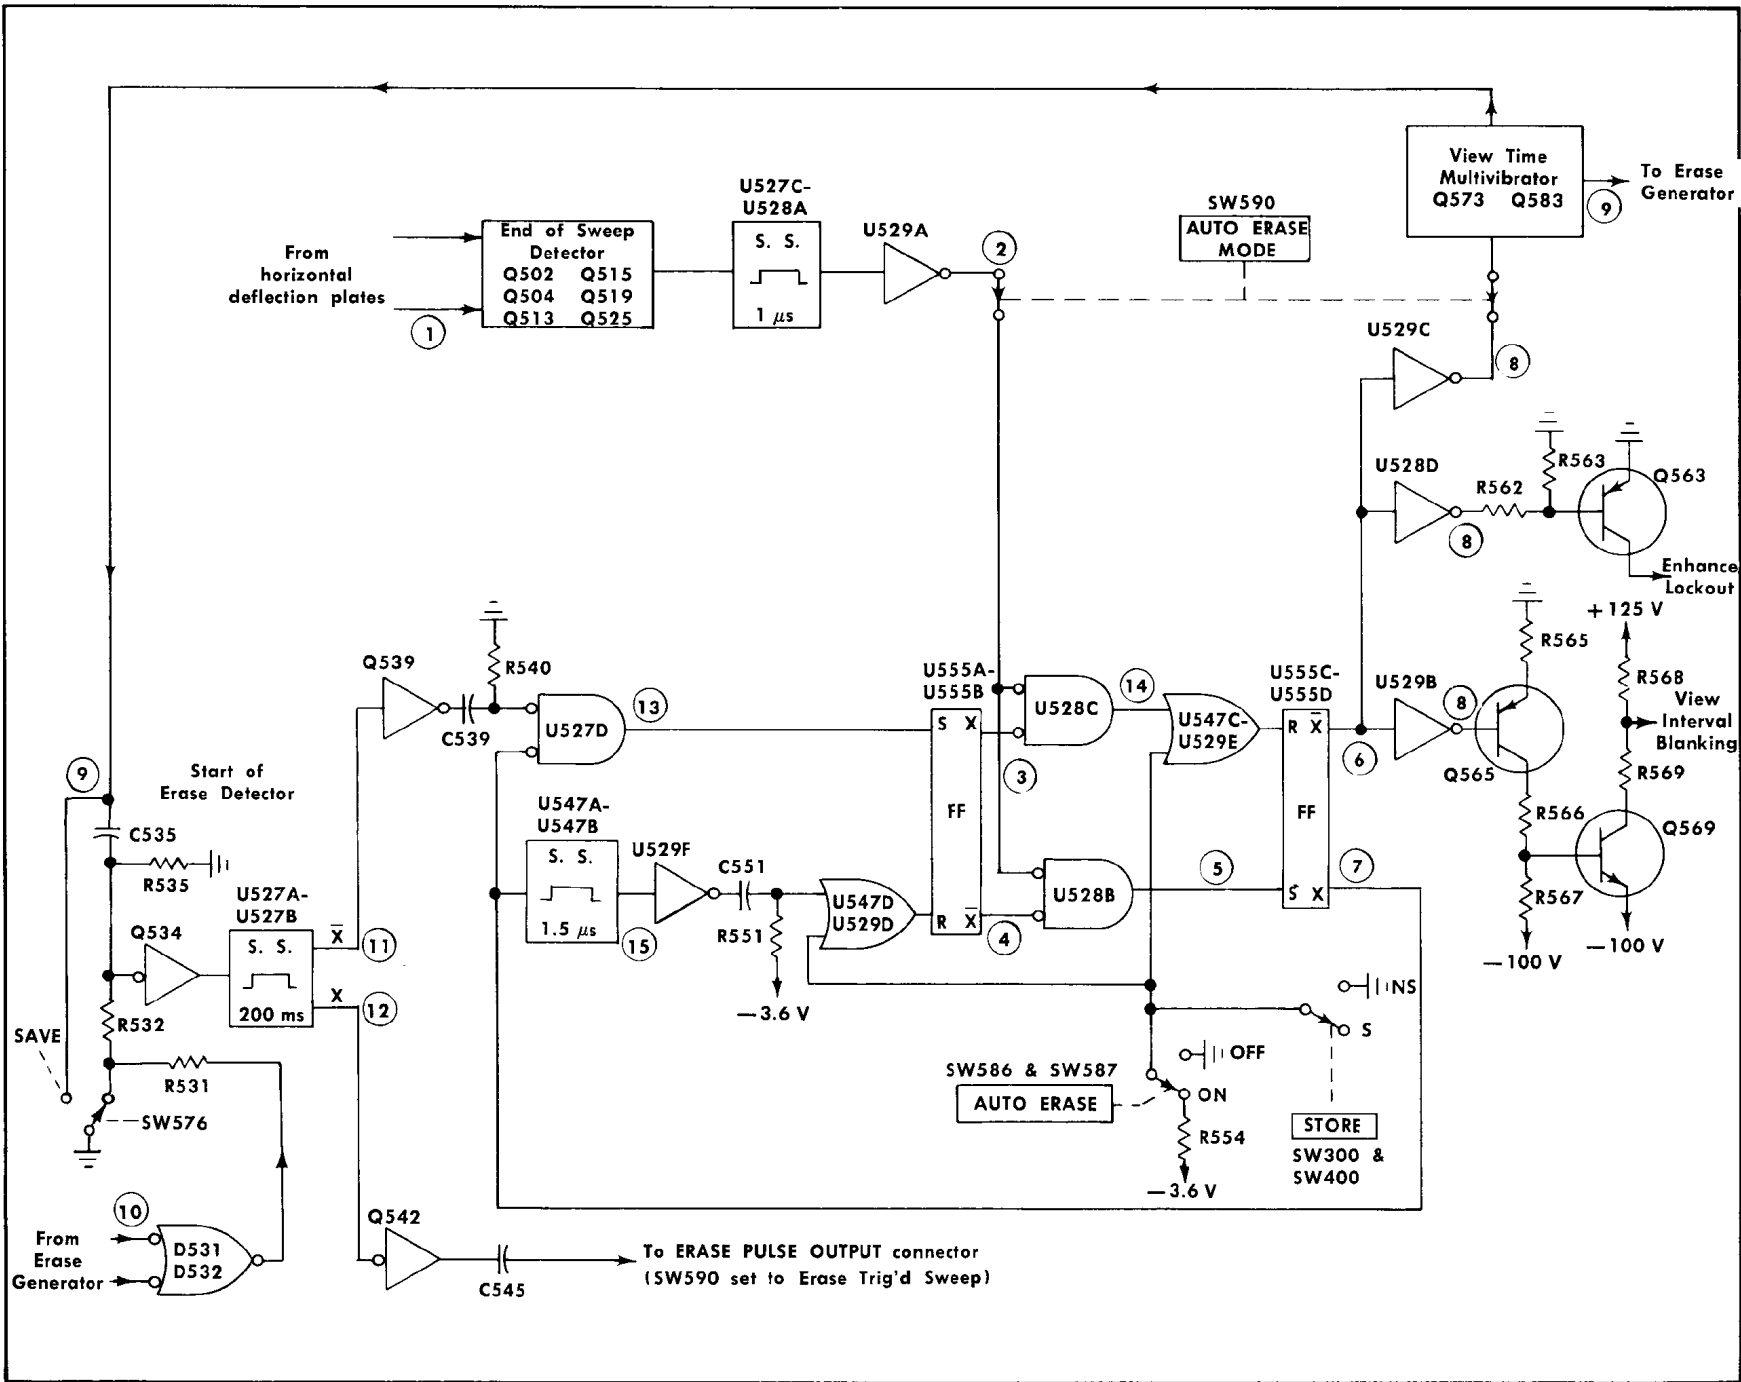 View Time
Multivibrator
Q573 Q583
To Erase
Generator
9
U527C-
U528A
S. S.
1 μs
U529A
2
SW590
AUTO ERASE
MODE
From
horizontal
deflection plates
1
End of Sweep
Detector
Q502 Q515
Q504 Q519
Q513 Q525
U529C
8
U528D
R562
8
R563
Q563
Enhance
Lockout
+125 V
R565
R568
View
Interval
Blanking
R569
Q539
C539
R540
U527D
13
U555A-
U555B
S X
FF
R X̅
3
4
U528C
14
U547C-
U529E
U555C-
U555D
R X̅
FF
S X
6
7
U529B
8
Q565
R566
Q569
R567
—100 V
—100 V
9
Start of
Erase Detector
C535
R535
U527A-
U527B
S. S.
200 ms
X̅
11
X
12
Q534
R532
SAVE
R531
SW576
U547A-
U547B
S. S.
1.5 μs
15
U529F
C551
R551
—3.6 V
U547D
U529D
U528B
5
NS
S
SW586 & SW587
AUTO ERASE
OFF
ON
R554
—3.6 V
STORE
SW300 &
SW400
10
From
Erase
Generator
D531
D532
Q542
C545
To ERASE PULSE OUTPUT connector
(SW590 set to Erase Trig'd Sweep)